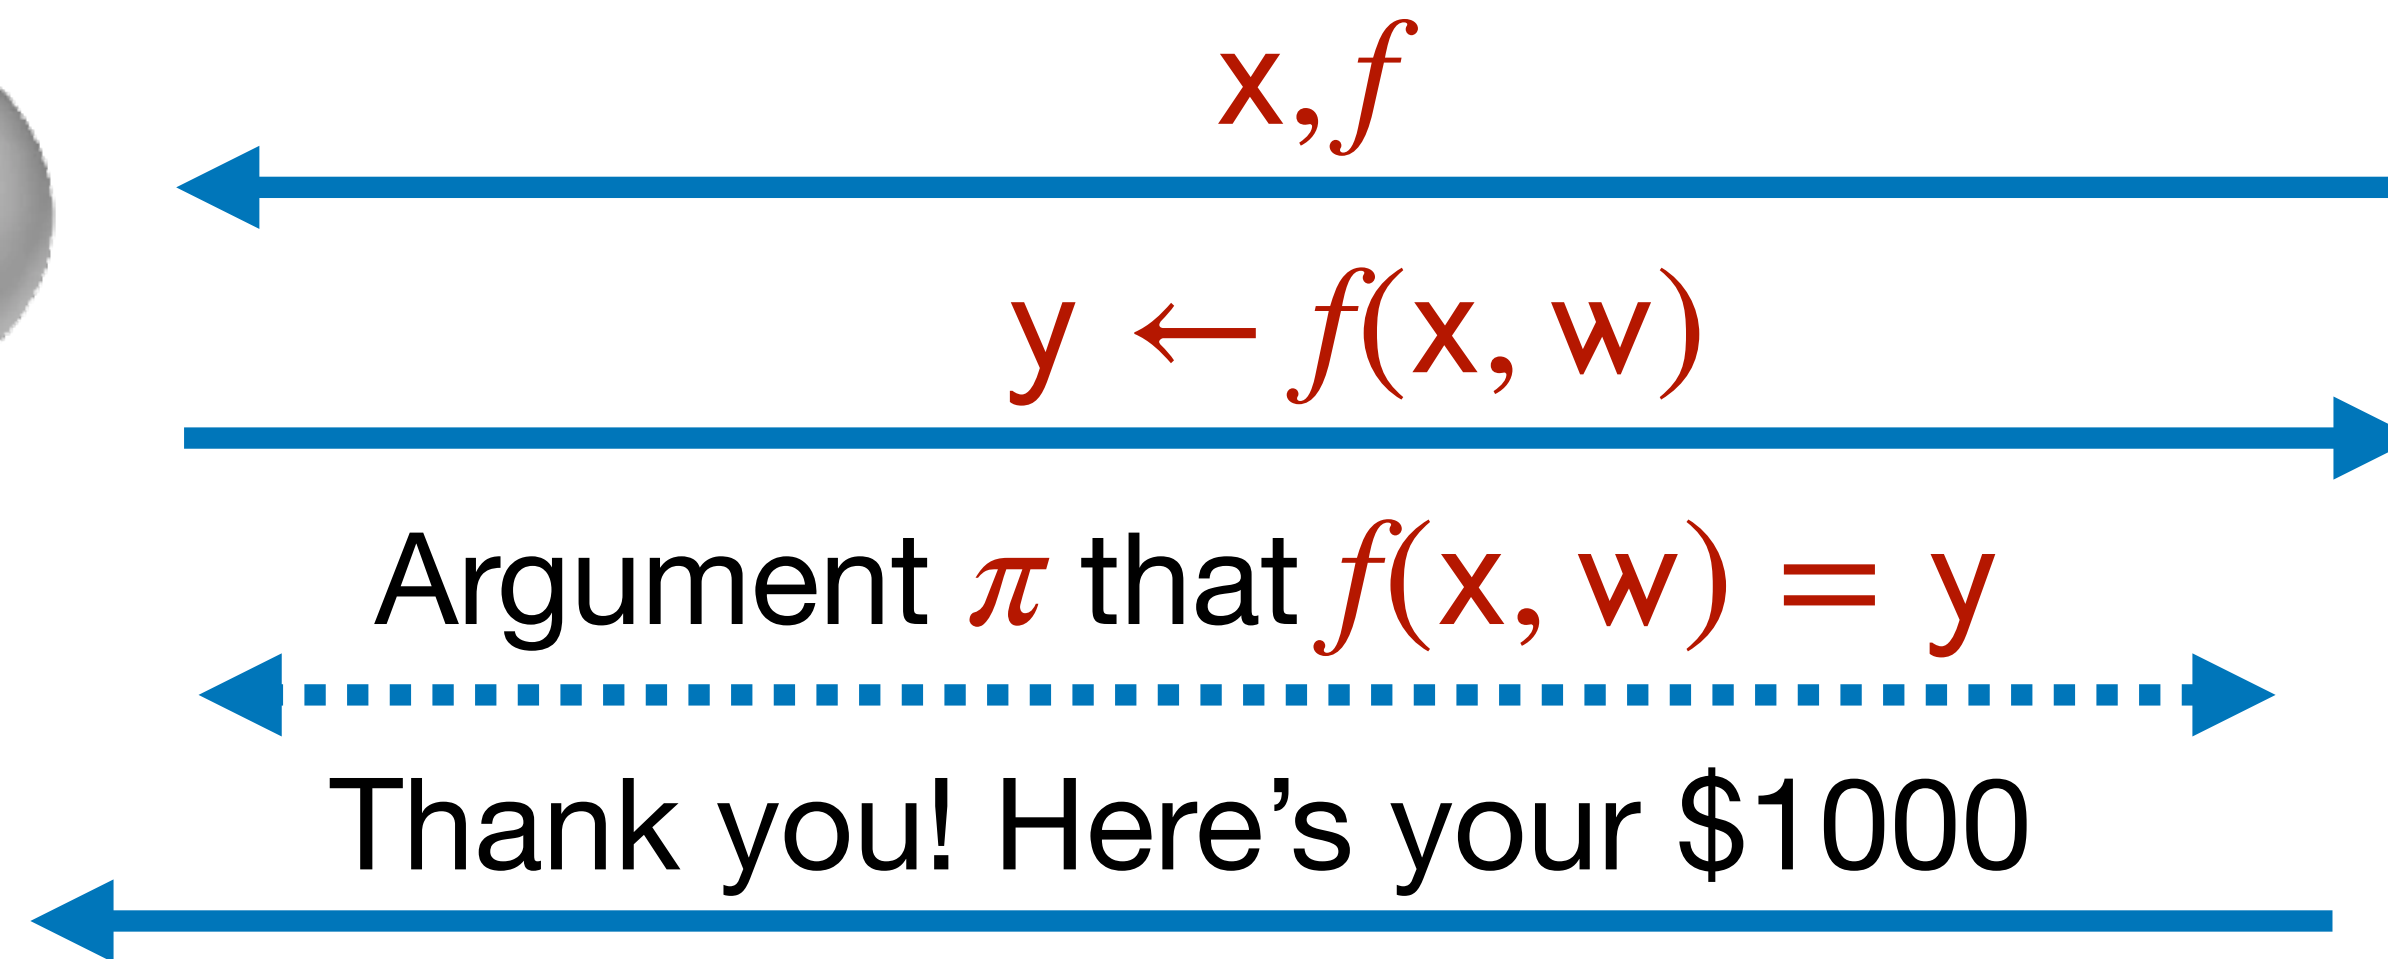 x, f
y ← f(x, w)
Argument π that f(x, w) = y
Thank you! Here’s your $1000